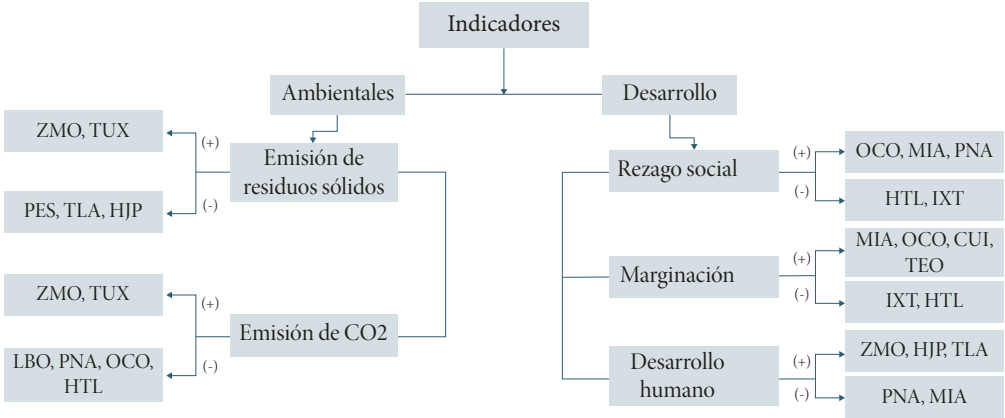 Indicadores
Ambientales
Desarrollo
ZMO, TUX
(+)
Emisión de
residuos sólidos
(-)
PES, TLA, HJP
ZMO, TUX
(+)
Emisión de CO2
(-)
LBO, PNA, OCO,
HTL
Rezago social
(+)
OCO, MIA, PNA
(-)
HTL, IXT
Marginación
(+)
MIA, OCO, CUI,
TEO
(-)
IXT, HTL
Desarrollo
humano
(+)
ZMO, HJP, TLA
(-)
PNA, MIA